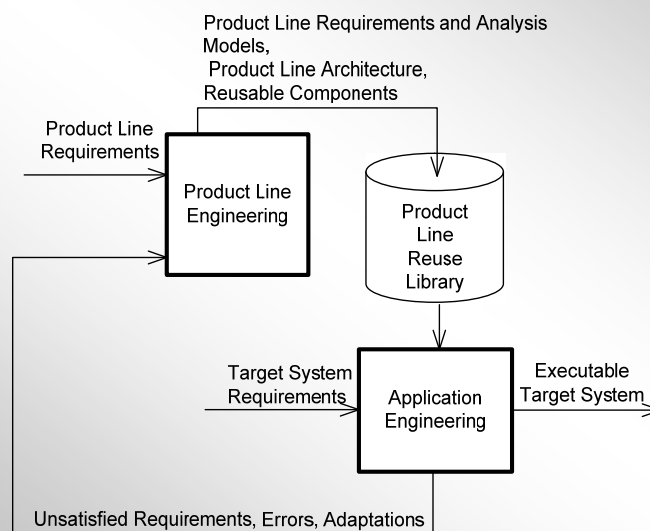 Product Line Requirements and Analysis
Models,
Product Line Architecture,
Reusable Components
Product Line
Requirements
Product Line
Engineering
Product
Line
Reuse
Library
Target System
Requirements
Application
Engineering
Executable
Target System
Unsatisfied Requirements, Errors, Adaptations